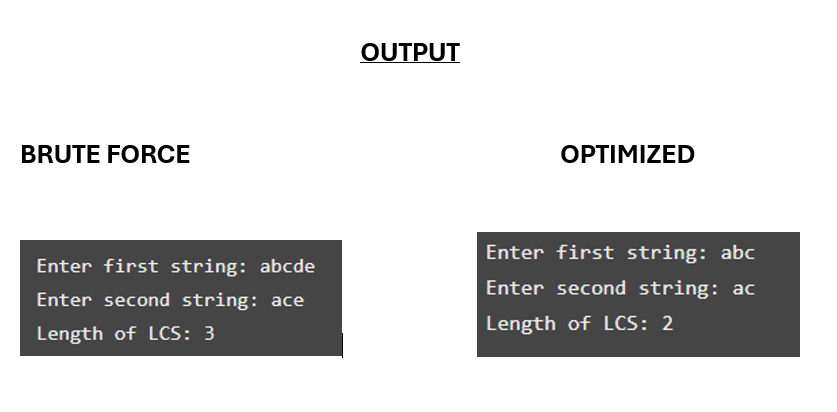 OUTPUT
BRUTE FORCE
Enter first string: abcde
Enter second string: ace
Length of LCS: 3
OPTIMIZED
Enter first string: abc
Enter second string: ac
Length of LCS: 2